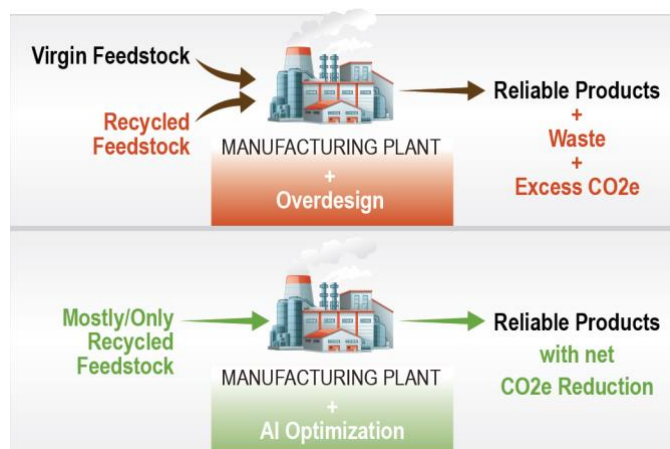 Virgin Feedstock
Recycled
Feedstock
MANUFACTURING PLANT
+
Overdesign
Reliable Products
+
Waste
+
Excess CO2e
Mostly/Only
Recycled
Feedstock
MANUFACTURING PLANT
+
AI Optimization
Reliable Products
with net
CO2e Reduction